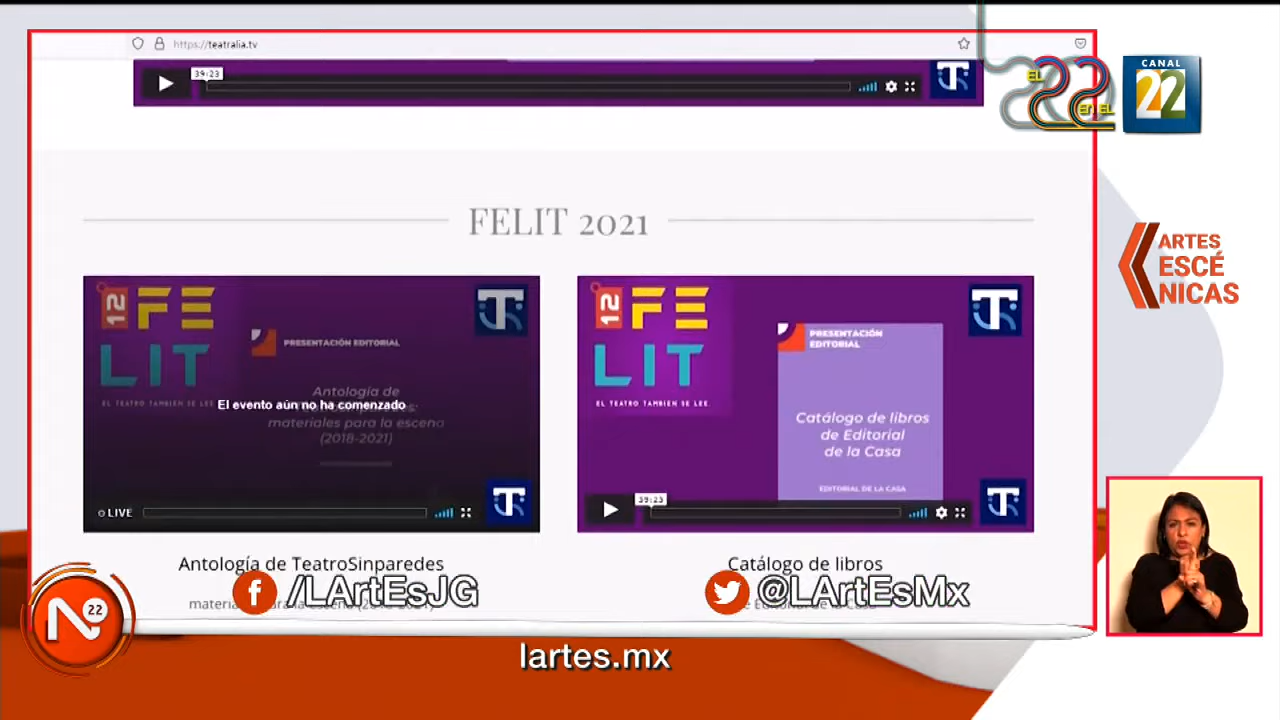 https://teatralia.tv
39:23
EL
22
EN EL
CANAL
22
FELIT 2021
ARTES
ESCÉ
NICAS
12 FE
LIT
EL TEATRO TAMBIÉN SE LEE
PRESENTACIÓN EDITORIAL
Antología de
materiales para la escena
(2018-2021)
El evento aún no ha comenzado
LIVE
12 FE
LIT
EL TEATRO TAMBIÉN SE LEE.
PRESENTACIÓN
EDITORIAL
Catálogo de libros
de Editorial
de la Casa
EDITORIAL DE LA CASA
39:23
Antología de TeatroSinparedes
Catálogo de libros
/LArtEsJG
@LArtEsMx
N 22
lartes.mx